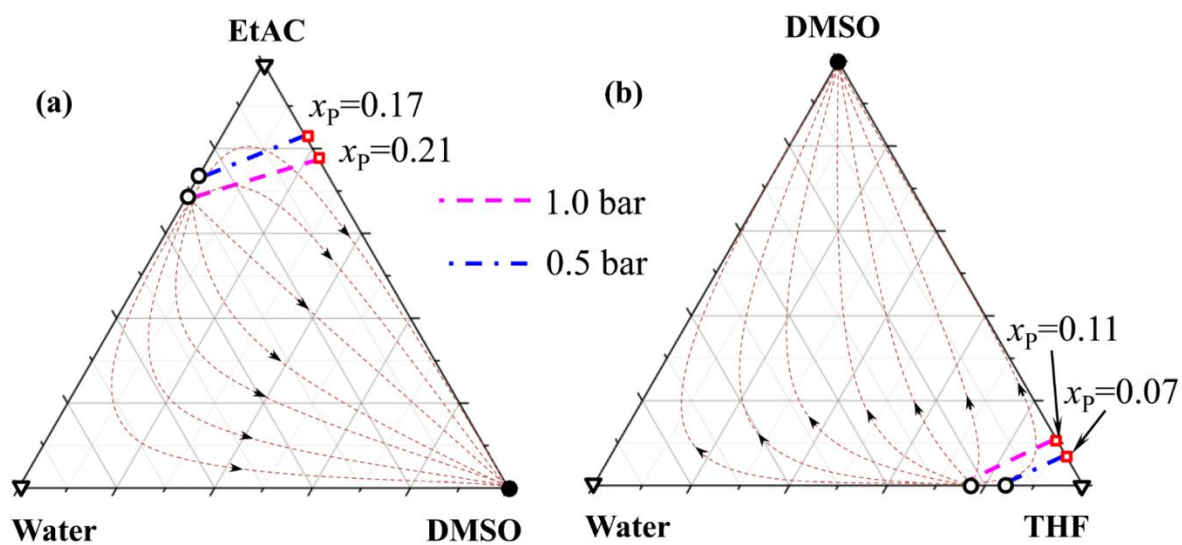 EtAC
(a)
xP=0.17
xP=0.21
1.0 bar
0.5 bar
Water
DMSO
DMSO
(b)
xP=0.11
xP=0.07
Water
THF